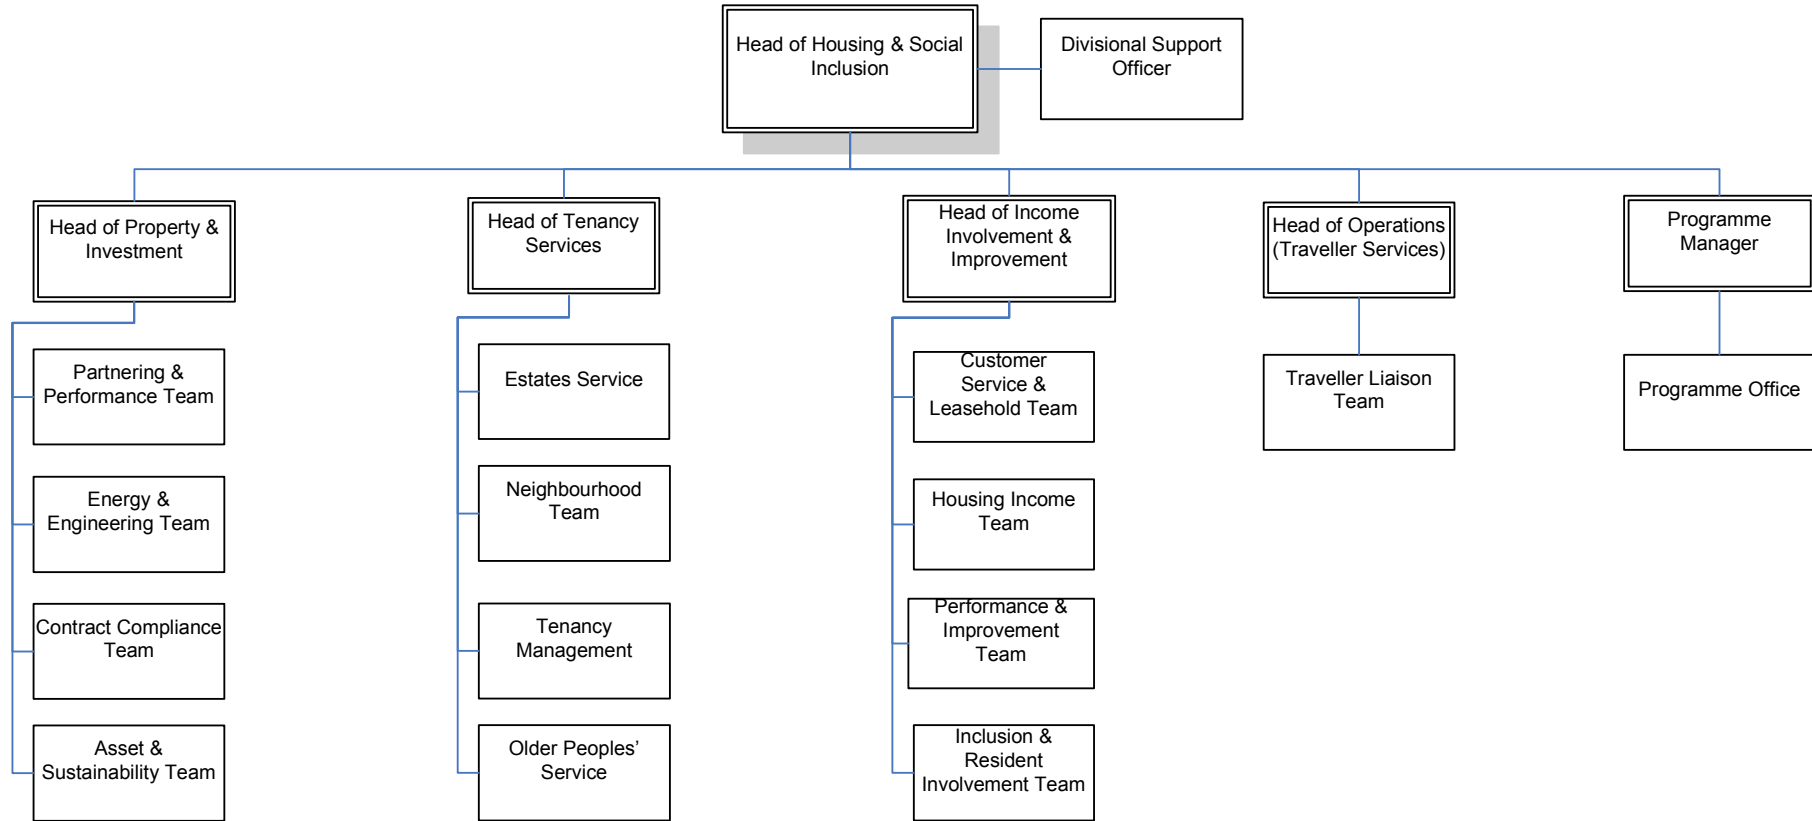 Head of Housing & Social
Inclusion
Divisional Support
Officer
Head of Property &
Investment
Head of Tenancy
Services
Head of Income
Involvement &
Improvement
Head of Operations
(Traveller Services)
Programme
Manager
Partnering &
Performance Team
Estates Service
Customer
Service &
Leasehold Team
Traveller Liaison
Team
Programme Office
Energy &
Engineering Team
Neighbourhood
Team
Housing Income
Team
Contract Compliance
Team
Tenancy
Management
Performance &
Improvement
Team
Asset &
Sustainability Team
Older Peoples’
Service
Inclusion &
Resident
Involvement Team